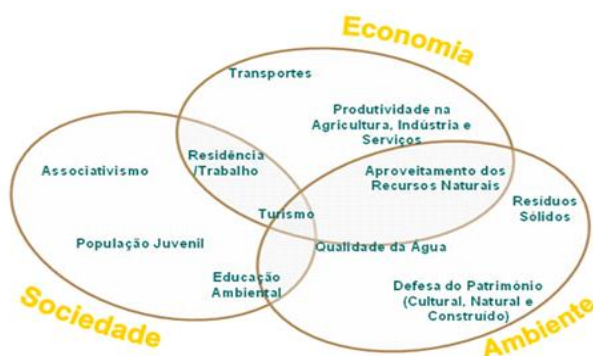 Economia
Transportes
Produtividade na
Agricultura, Indústria e
Serviços
Residência
/Trabalho
Associativismo
Aproveitamento dos
Recursos Naturais
Resíduos
Sólidos
Turismo
População Juvenil
Qualidade da Água
Educação
Ambiental
Defesa do Património
(Cultural, Natural e
Construído)
Sociedade
Ambiente